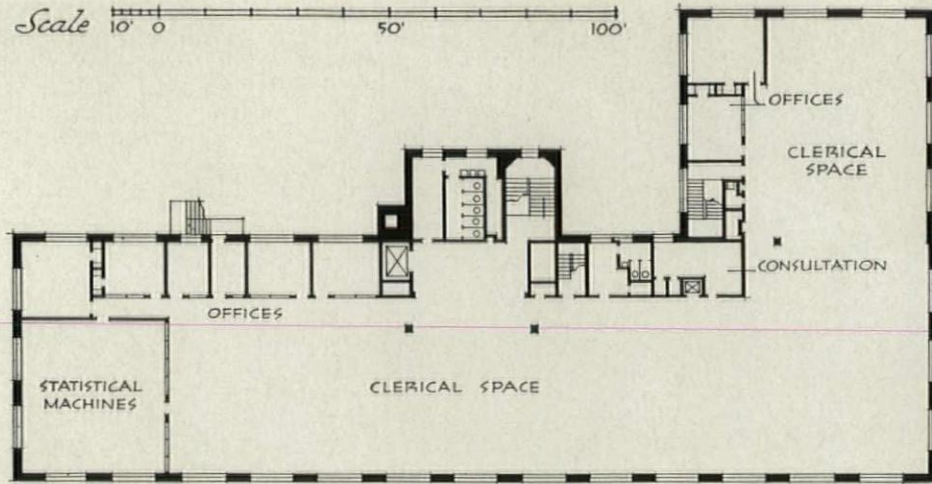 Scale 10' 0 50' 100'
OFFICES
CLERICAL
SPACE
CONSULTATION
OFFICES
STATISTICAL
MACHINES
CLERICAL SPACE